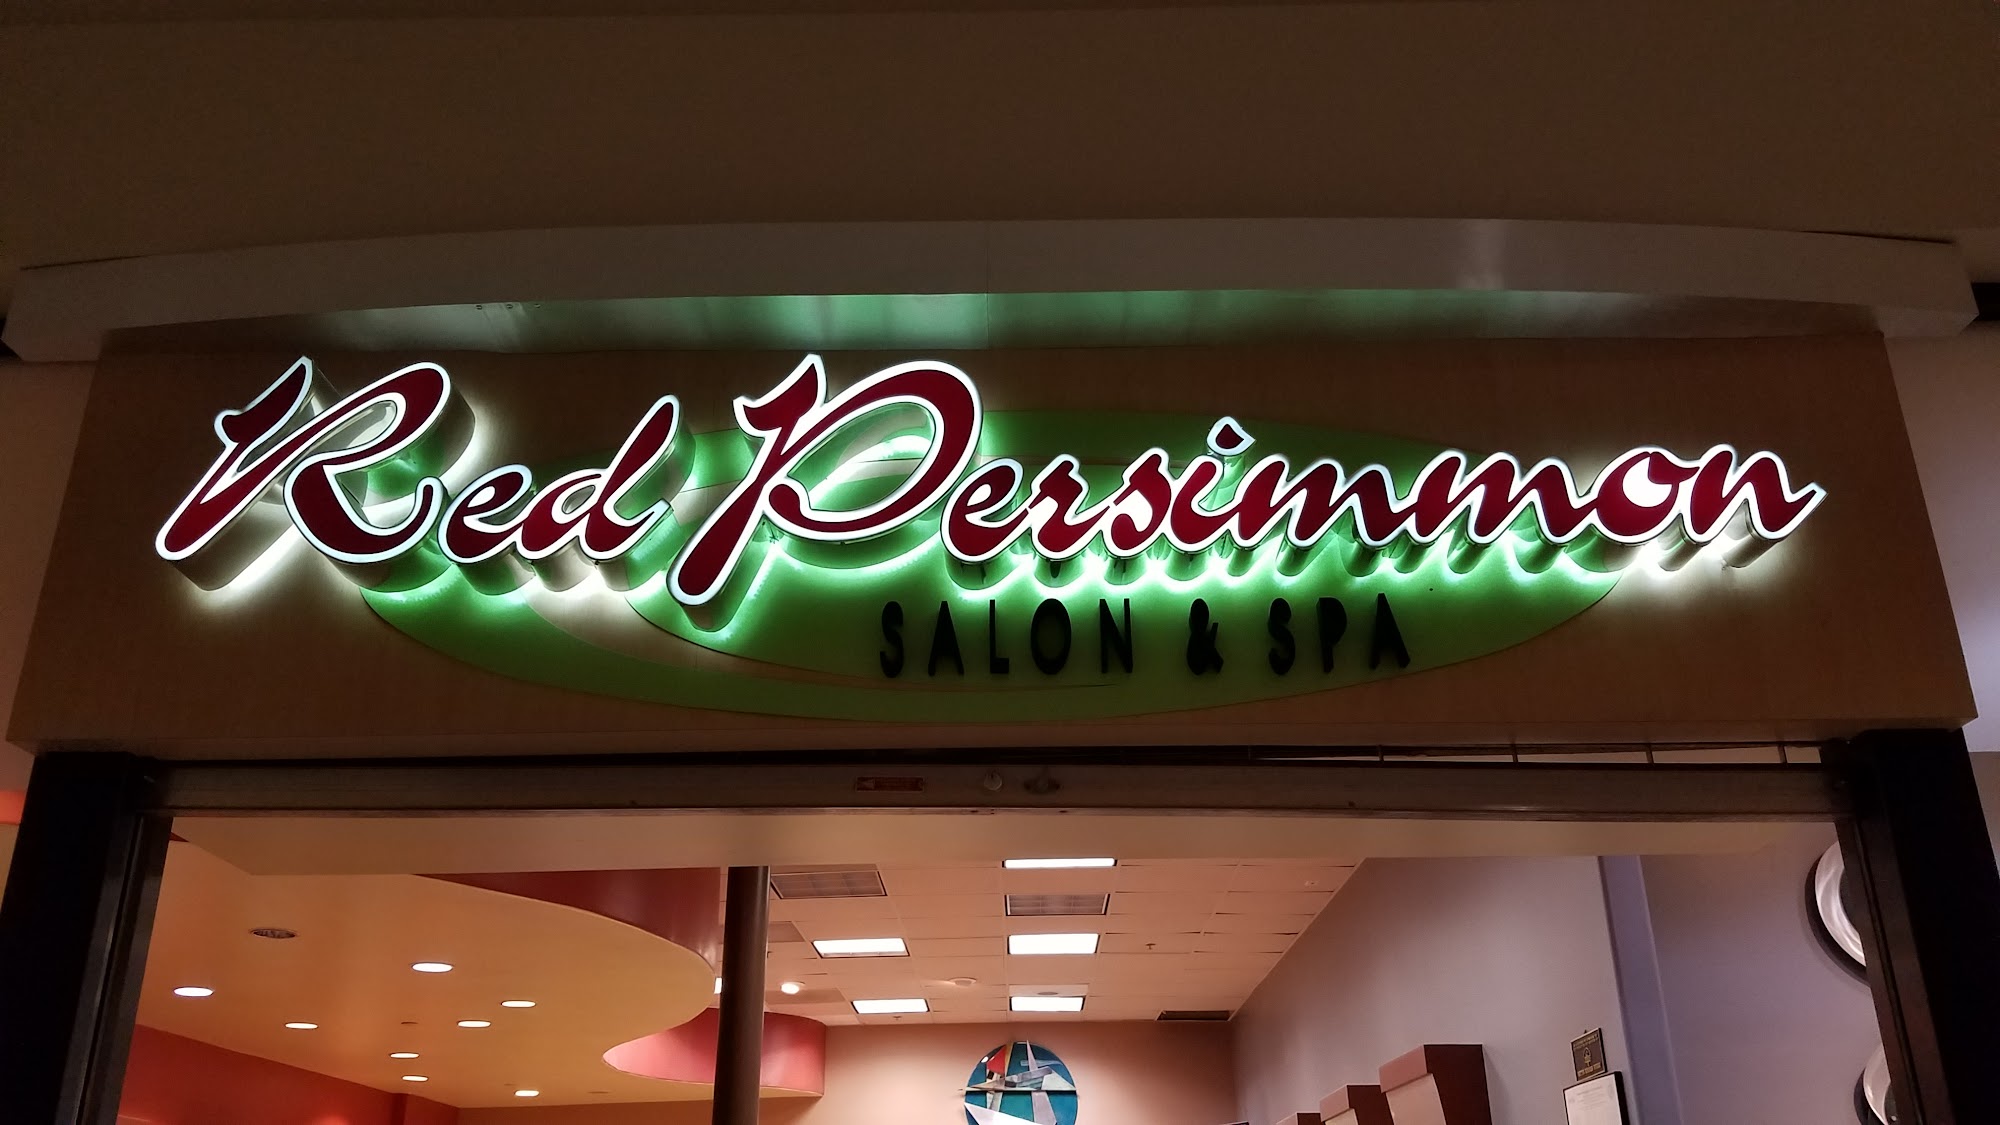 Red Persimmon
SALON & SPA